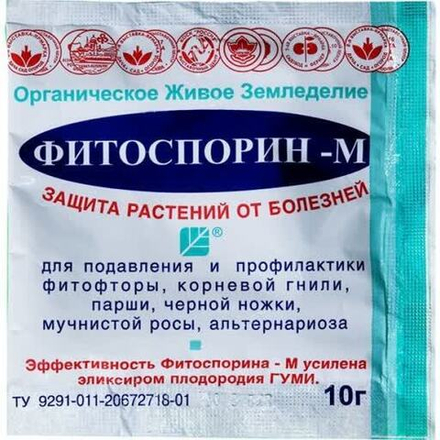 Органическое Живое Земледелие
ФИТОСПОРИН -М
ЗАЩИТА РАСТЕНИЙ ОТ БОЛЕЗНЕЙ
®
для подавления и профилактики
фитофторы, корневой гнили,
парши, черной ножки,
мучнистой росы, альтернариоза
Эффективность Фитоспорина - М усилена
эликсиром плодородия ГУМИ.
ТУ 9291-011-20672718-01
10г